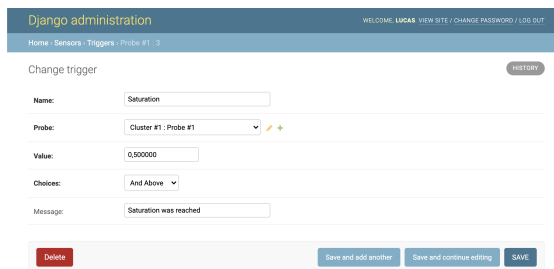 Django administration
WELCOME, LUCAS. VIEW SITE / CHANGE PASSWORD / LOG OUT
Home › Sensors › Triggers › Probe #1 : 3
Change trigger
HISTORY
Name: Saturation
Probe: Cluster #1 : Probe #1
Value: 0,500000
Choices: And Above
Message: Saturation was reached
Delete Save and add another Save and continue editing SAVE